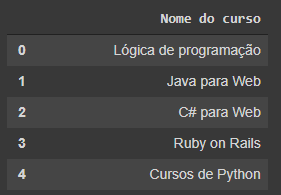 Nome do curso
0 Lógica de programação
1 Java para Web
2 C# para Web
3 Ruby on Rails
4 Cursos de Python